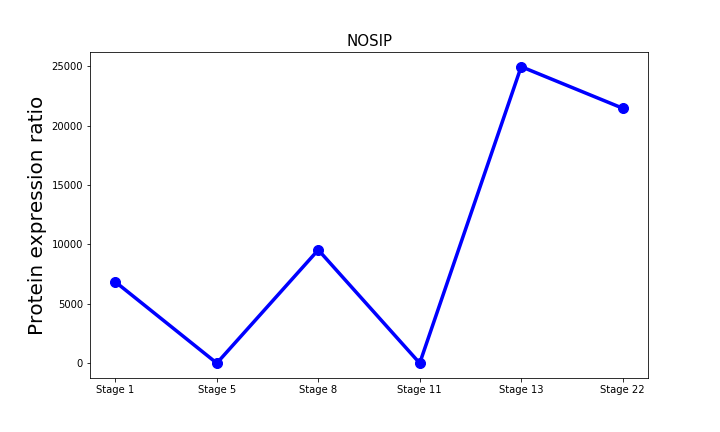 NOSIP
Protein expression ratio
25000
20000
15000
10000
5000
0
Stage 1 Stage 5 Stage 8 Stage 11 Stage 13 Stage 22